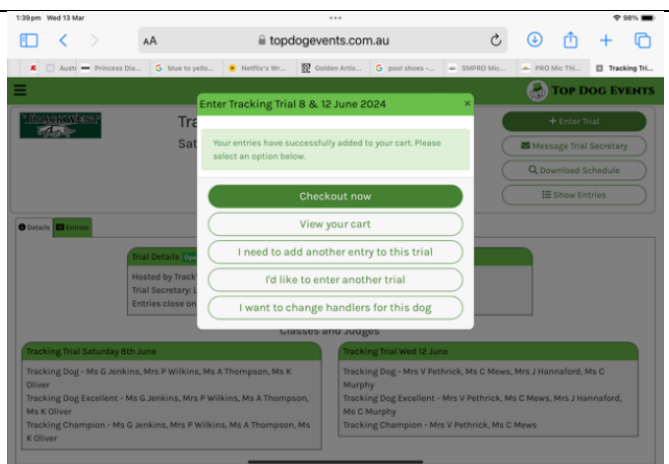 1:39 pm Wed 13 Mar
98%
AA
topdogevents.com.au
Austi
Princess Dia...
blue to yello...
Netflix's Wr...
Golden Artis...
pool shoes -...
SMPRO Mic...
PRO Mic Thi...
Tracking Tri...
TOP DOG EVENTS
TRACKWEST
Tra
Sat
Enter Tracking Trial 8 & 12 June 2024
×
Your entries have successfully added to your cart. Please
select an option below.
Checkout now
View your cart
I need to add another entry to this trial
I'd like to enter another trial
I want to change handlers for this dog
+ Enter Trial
Message Trial Secretary
Download Schedule
Show Entries
Details
Entries
Trial Details Ope
Hosted by Track
Trial Secretary: L
Entries close on
Classes and Judges
Tracking Trial Saturday 8th June
Tracking Dog - Ms G Jenkins, Mrs P Wilkins, Ms A Thompson, Ms K
Oliver
Tracking Dog Excellent - Ms G Jenkins, Mrs P Wilkins, Ms A Thompson,
Ms K Oliver
Tracking Champion - Ms G Jenkins, Mrs P Wilkins, Ms A Thompson, Ms
K Oliver
Tracking Trial Wed 12 June
Tracking Dog - Mrs V Pethrick, Ms C Mews, Mrs J Hannaford, Ms C
Murphy
Tracking Dog Excellent - Mrs V Pethrick, Ms C Mews, Mrs J Hannaford,
Ms C Murphy
Tracking Champion - Mrs V Pethrick, Ms C Mews